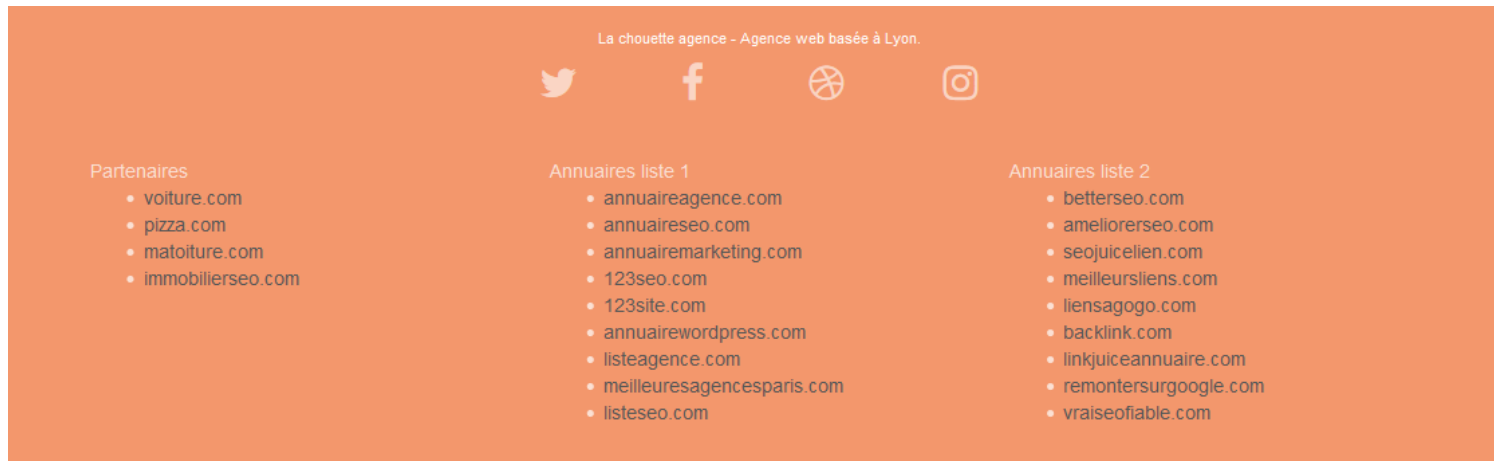 La chouette agence - Agence web basée à Lyon.
Partenaires
voiture.com
pizza.com
matoiture.com
immobilierseo.com
Annuaires liste 1
annuaireagence.com
annuaireseo.com
annuairemarketing.com
123seo.com
123site.com
annuairewordpress.com
listeagence.com
meilleuresagencesparis.com
listeseo.com
Annuaires liste 2
betterseo.com
ameliorerseo.com
seojuicelien.com
meilleursliens.com
liensagogo.com
backlink.com
linkjuiceannuaire.com
remontersurgoogle.com
vraiseofiable.com